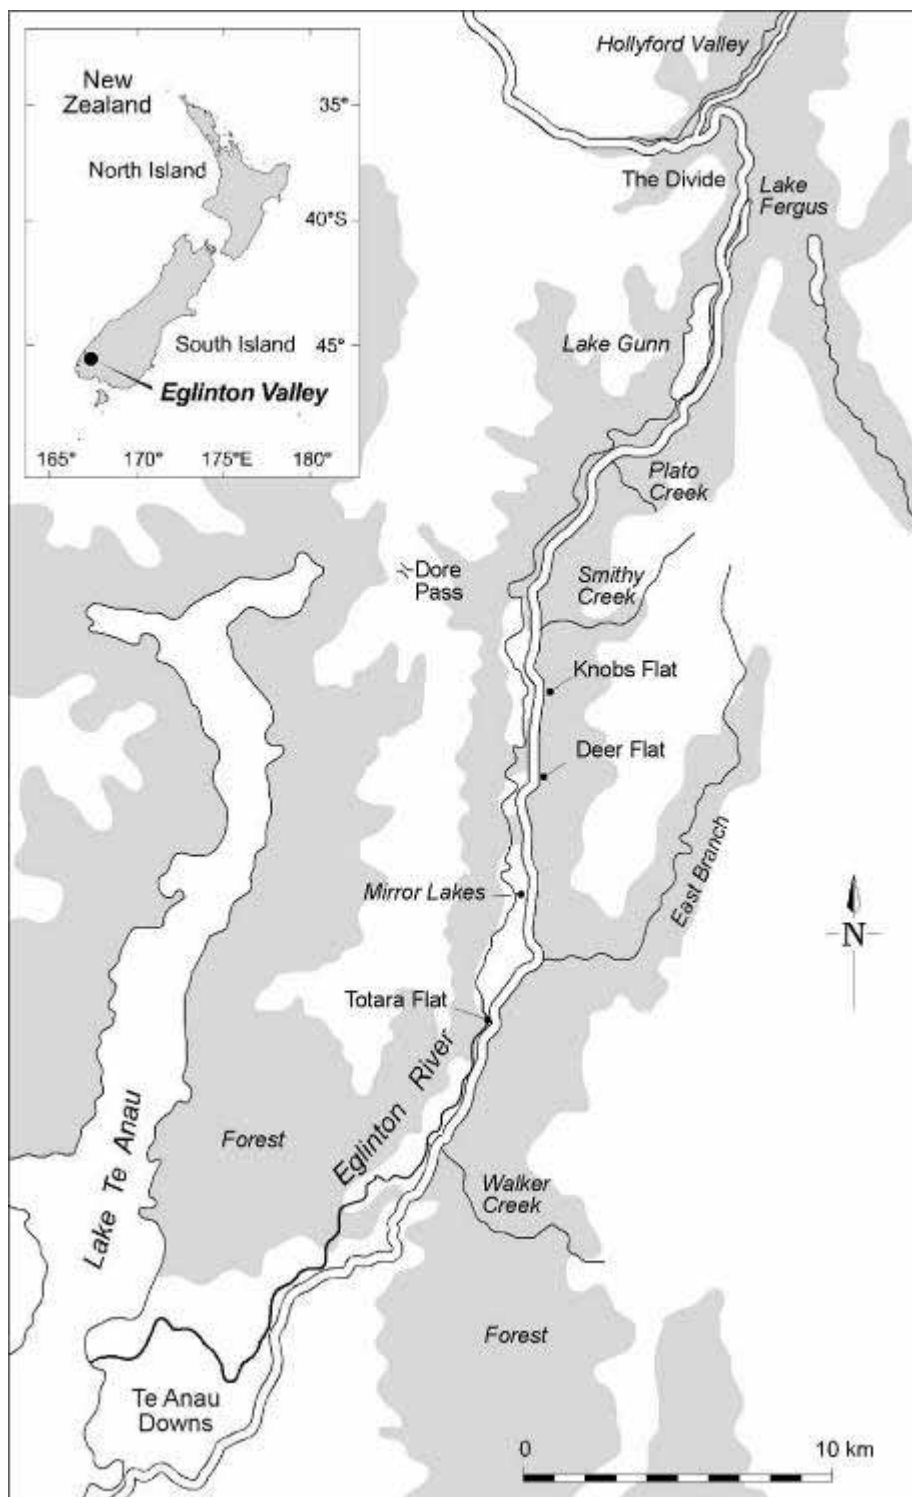 New
Zealand
35°
North Island
40°S
South Island
45°
Eglinton Valley
165°
170°
175°E
180°
Hollyford Valley
The Divide
Lake
Fergus
Lake Gunn
Plato
Creek
Dore
Pass
Smithy
Creek
Knobs Flat
Deer Flat
East Branch
Mirror Lakes
N
Totara Flat
Eglinton River
Forest
Lake Te Anau
Walker
Creek
Forest
Te Anau
Downs
0
10 km